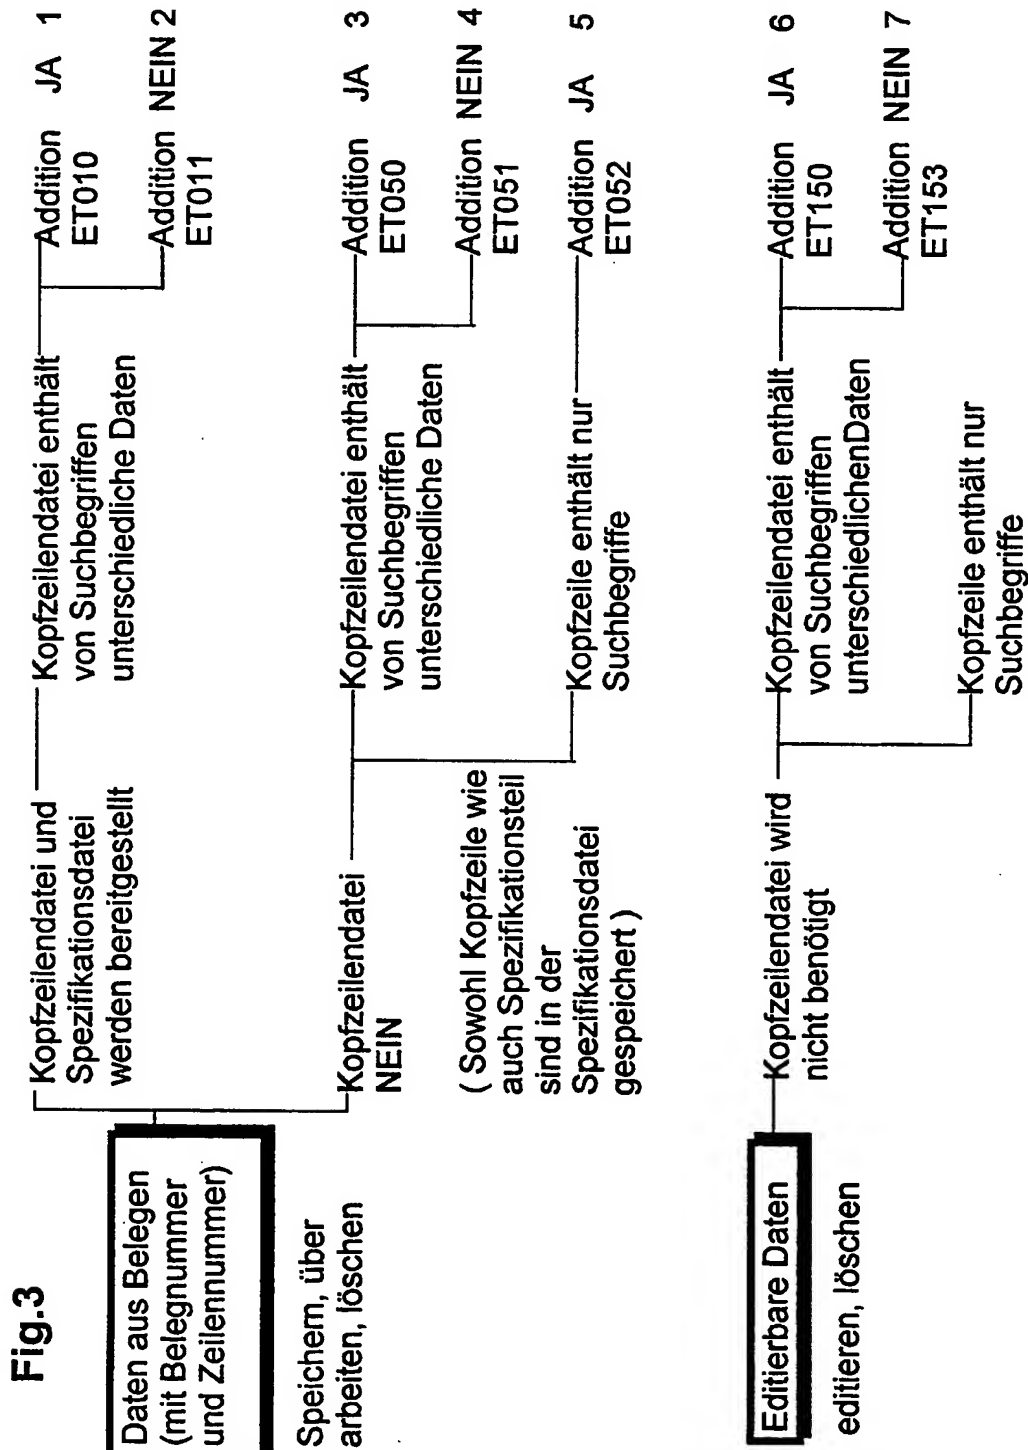 Fig.3
Daten aus Belegen
(mit Belegnummer
und Zeilennummer)
Speichern, über
arbeiten, löschen
Kopfzeilendatei und
Spezifikationsdatei
werden bereitgestellt
Kopfzeilendatei enthält
von Suchbegriffen
unterschiedliche Daten
Addition JA 1
ET010
Addition NEIN 2
ET011
Kopfzeilendatei
NEIN
( Sowohl Kopfzeile wie
auch Spezifikationsteil
sind in der
Spezifikationsdatei
gespeichert )
Kopfzeilendatei enthält
von Suchbegriffen
unterschiedliche Daten
Addition JA 3
ET050
Addition NEIN 4
ET051
Kopfzeile enthält nur
Suchbegriffe
Addition JA 5
ET052
Editierbare Daten
editieren, löschen
Kopfzeilendatei wird
nicht benötigt
Kopfzeilendatei enthält
von Suchbegriffen
unterschiedlichenDaten
Addition JA 6
ET150
Addition NEIN 7
ET153
Kopfzeile enthält nur
Suchbegriffe